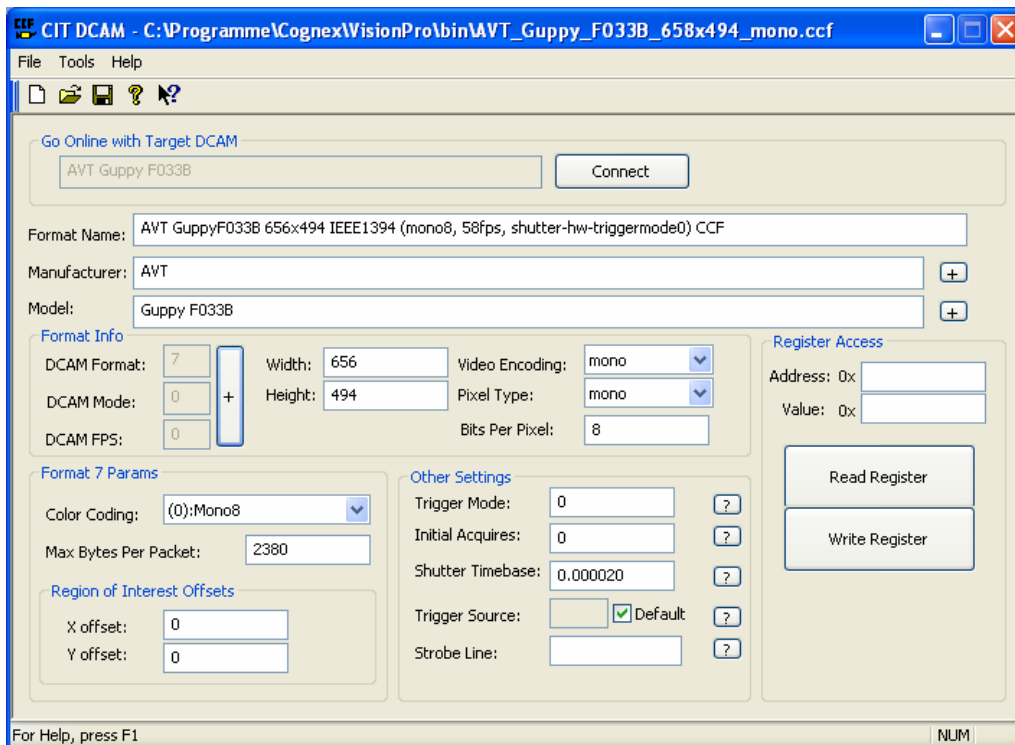 CIT DCAM - C:\Programme\Cognex\VisionPro\bin\AVT_Guppy_F033B_658x494_mono.ccf
File Tools Help
Go Online with Target DCAM
AVT Guppy F033B Connect
Format Name: AVT GuppyF033B 656x494 IEEE1394 (mono8, 58fps, shutter-hw-triggermode0) CCF
Manufacturer: AVT +
Model: Guppy F033B +
Format Info
DCAM Format: 7
DCAM Mode: 0
DCAM FPS: 0
+
Width: 656
Height: 494
Video Encoding: mono
Pixel Type: mono
Bits Per Pixel: 8
Register Access
Address: 0x
Value: 0x
Read Register
Write Register
Format 7 Params
Color Coding: (0):Mono8
Max Bytes Per Packet: 2380
Region of Interest Offsets
X offset: 0
Y offset: 0
Other Settings
Trigger Mode: 0 ?
Initial Acquires: 0 ?
Shutter Timebase: 0.000020 ?
Trigger Source: Default ?
Strobe Line: ?
For Help, press F1 NUM